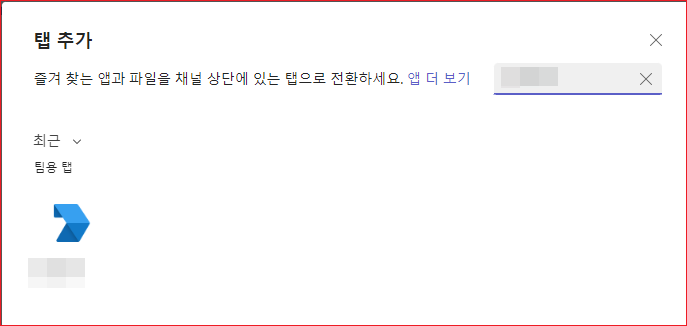 탭 추가
즐겨 찾는 앱과 파일을 채널 상단에 있는 탭으로 전환하세요. 앱 더 보기
최근
팀용 탭